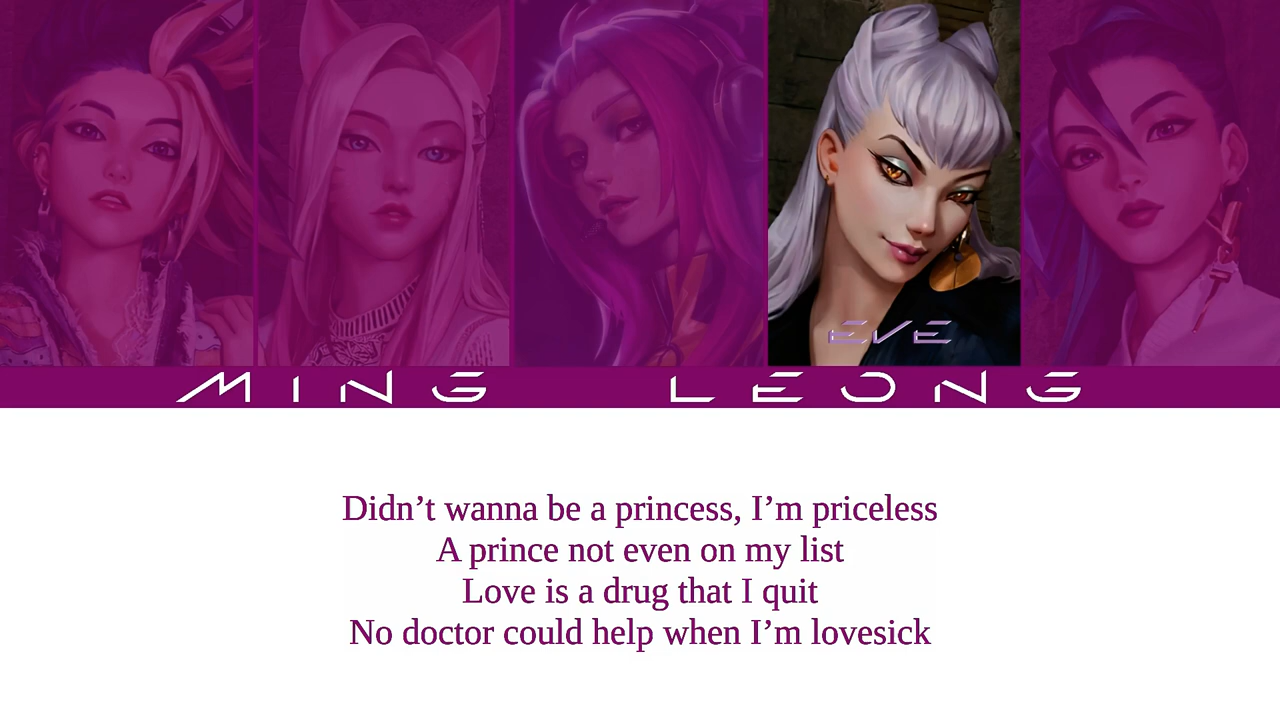 EVE
MING LEONG
Didn’t wanna be a princess, I’m priceless
A prince not even on my list
Love is a drug that I quit
No doctor could help when I’m lovesick